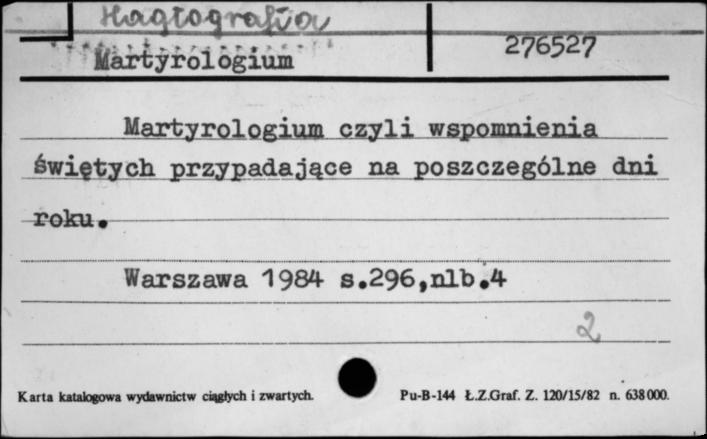 Hagiografia
Martyrologium
276527
Martyrologium czyli wspomnienia
świętych przypadające na poszczególne dni
roku.
Warszawa 1984 s.296,nlb.4
2
Karta katalogowa wydawnictw ciągłych i zwartych.
Pu-B-144 Ł.Z.Graf. Z. 120/15/82 n. 638000.